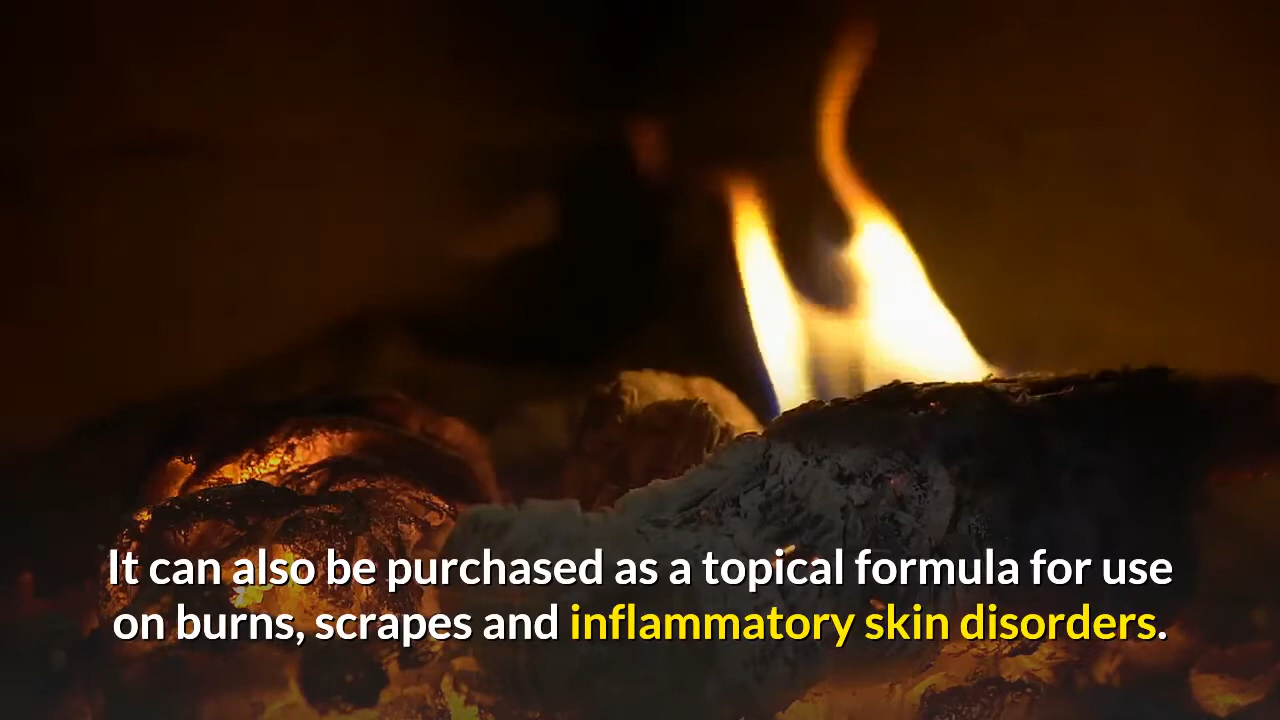 It can also be purchased as a topical formula for use
on burns, scrapes and inflammatory skin disorders.